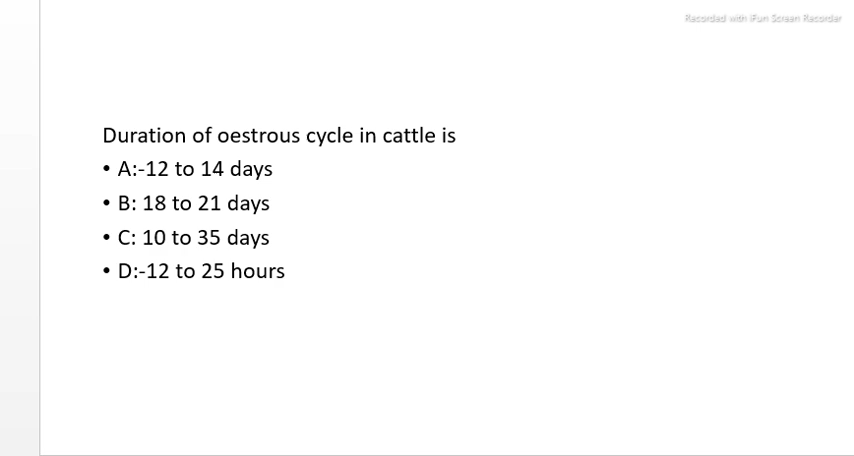 Recorded with iFun Screen Recorder
Duration of oestrous cycle in cattle is
• A:-12 to 14 days
• B: 18 to 21 days
• C: 10 to 35 days
• D:-12 to 25 hours